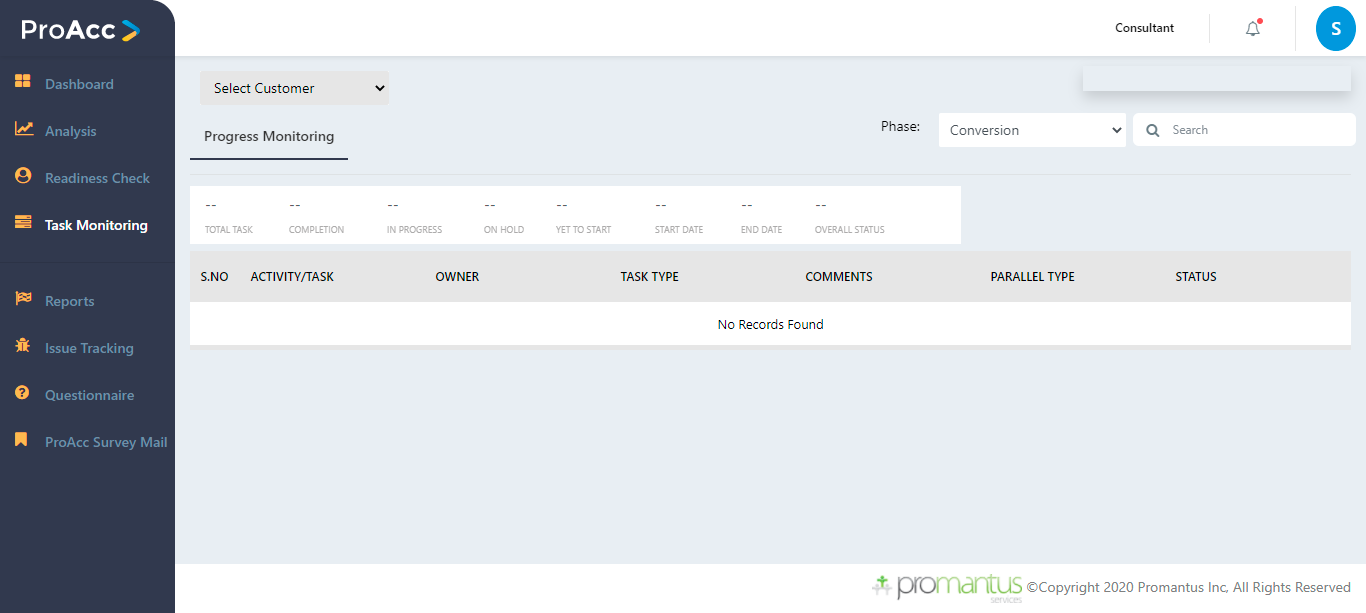 ProAcc
Consultant
S
Dashboard
Analysis
Readiness Check
Task Monitoring
Reports
Issue Tracking
Questionnaire
ProAcc Survey Mail
Select Customer
Progress Monitoring
Phase:
Conversion
Search
-- -- -- -- -- -- -- --
TOTAL TASK COMPLETION IN PROGRESS ON HOLD YET TO START START DATE END DATE OVERALL STATUS
S.NO ACTIVITY/TASK OWNER TASK TYPE COMMENTS PARALLEL TYPE STATUS
No Records Found
promantus
services
©Copyright 2020 Promantus Inc, All Rights Reserved